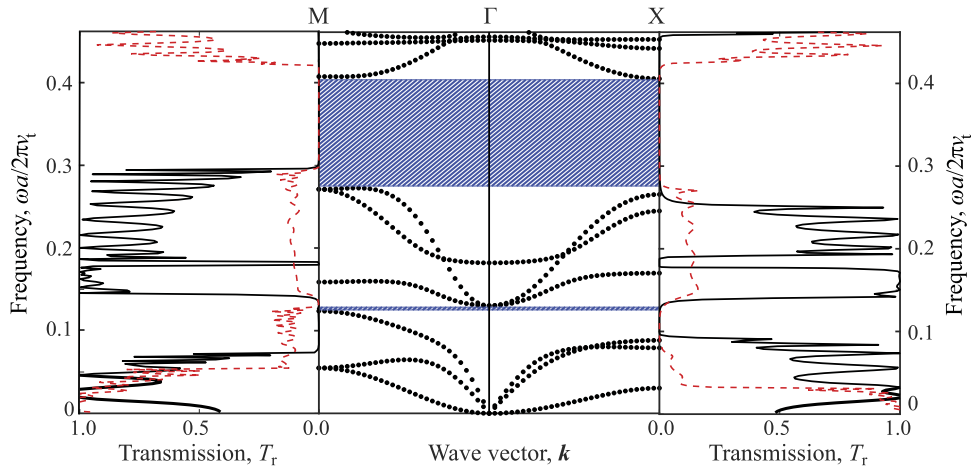 M Γ X
0.4 0.4
0.3 0.3
0.2 0.2
0.1 0.1
0 0
Frequency, ωa/2πνt
Frequency, ωa/2πνt
1.0 0.5 0.0 0.0 0.5 1.0
Transmission, Tr Wave vector, k Transmission, Tr